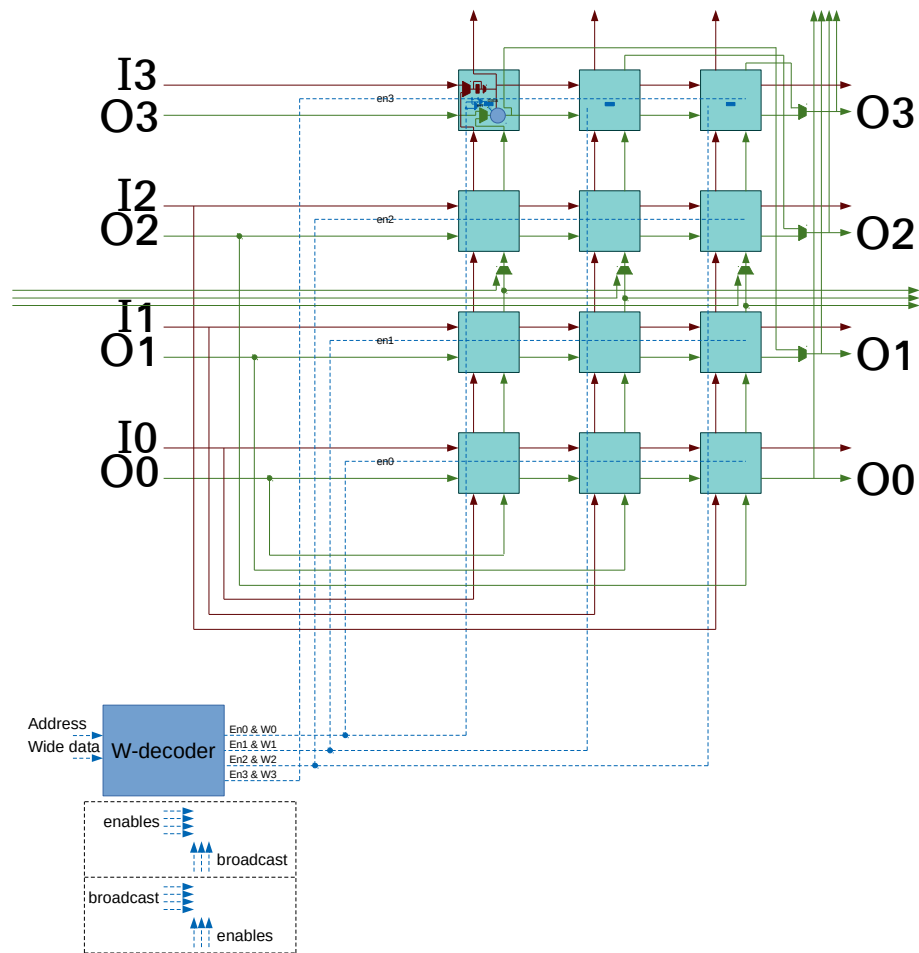 I3
en3
O3
O3
I2
en2
O2
O2
I1
en1
O1
O1
I0
en0
O0
O0
Address
Wide data
W-decoder
En0 & W0
En1 & W1
En2 & W2
En3 & W3
enables
broadcast
broadcast
enables